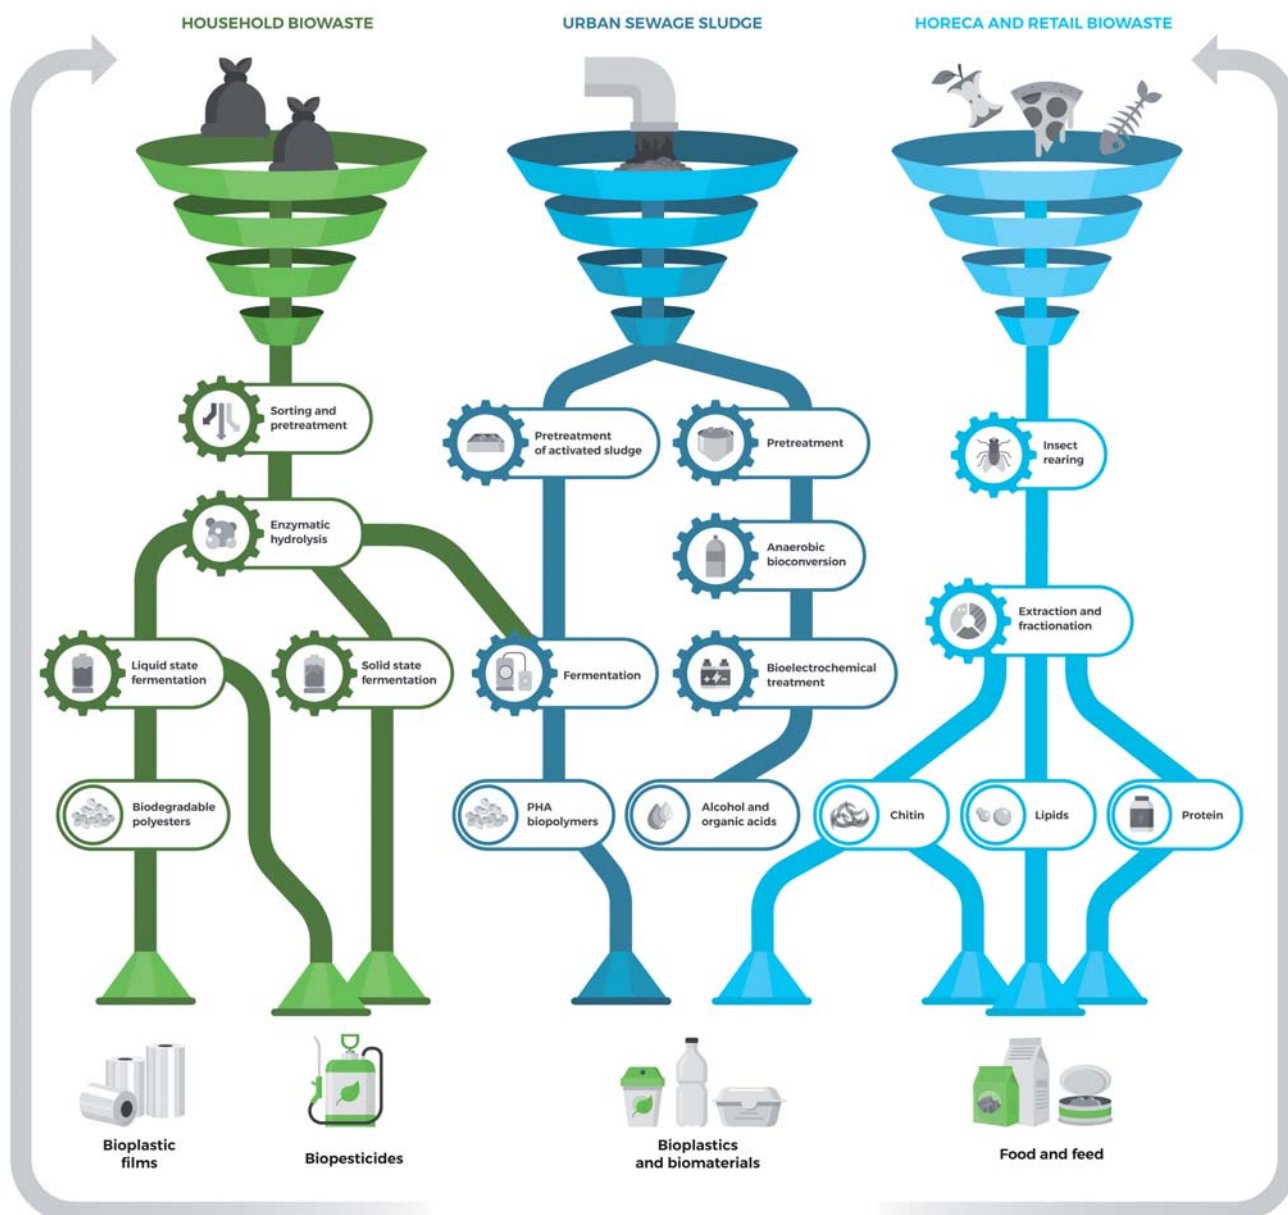 HOUSEHOLD BIOWASTE
URBAN SEWAGE SLUDGE
HORECA AND RETAIL BIOWASTE
Sorting and
pretreatment
Pretreatment
of activated sludge
Pretreatment
Insect
rearing
Enzymatic
hydrolysis
Anaerobic
bioconversion
Extraction and
fractionation
Liquid state
fermentation
Solid state
fermentation
Fermentation
Bioelectrochemical
treatment
Biodegradable
polyesters
PHA
biopolymers
Alcohol and
organic acids
Chitin
Lipids
Protein
Bioplastic
films
Biopesticides
Bioplastics
and biomaterials
Food and feed